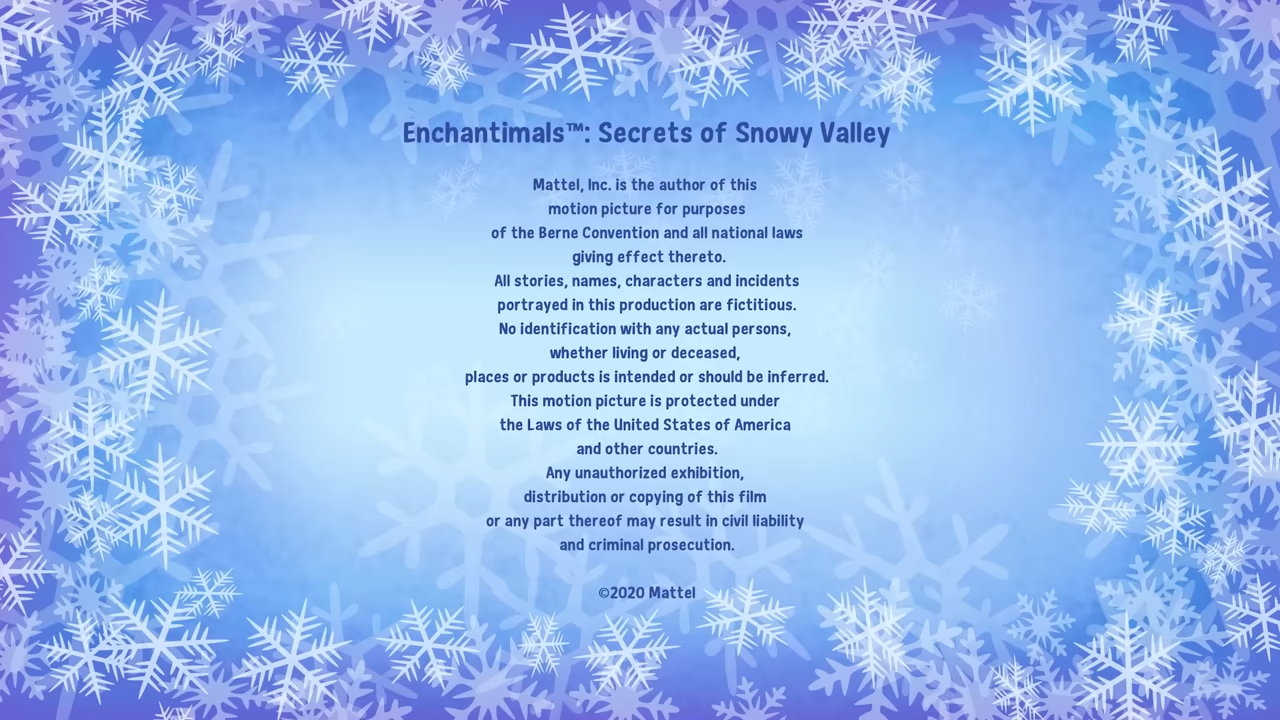 Enchantimals™: Secrets of Snowy Valley
Mattel, Inc. is the author of this
motion picture for purposes
of the Berne Convention and all national laws
giving effect thereto.
All stories, names, characters and incidents
portrayed in this production are fictitious.
No identification with any actual persons,
whether living or deceased,
places or products is intended or should be inferred.
This motion picture is protected under
the Laws of the United States of America
and other countries.
Any unauthorized exhibition,
distribution or copying of this film
or any part thereof may result in civil liability
and criminal prosecution.
©2020 Mattel